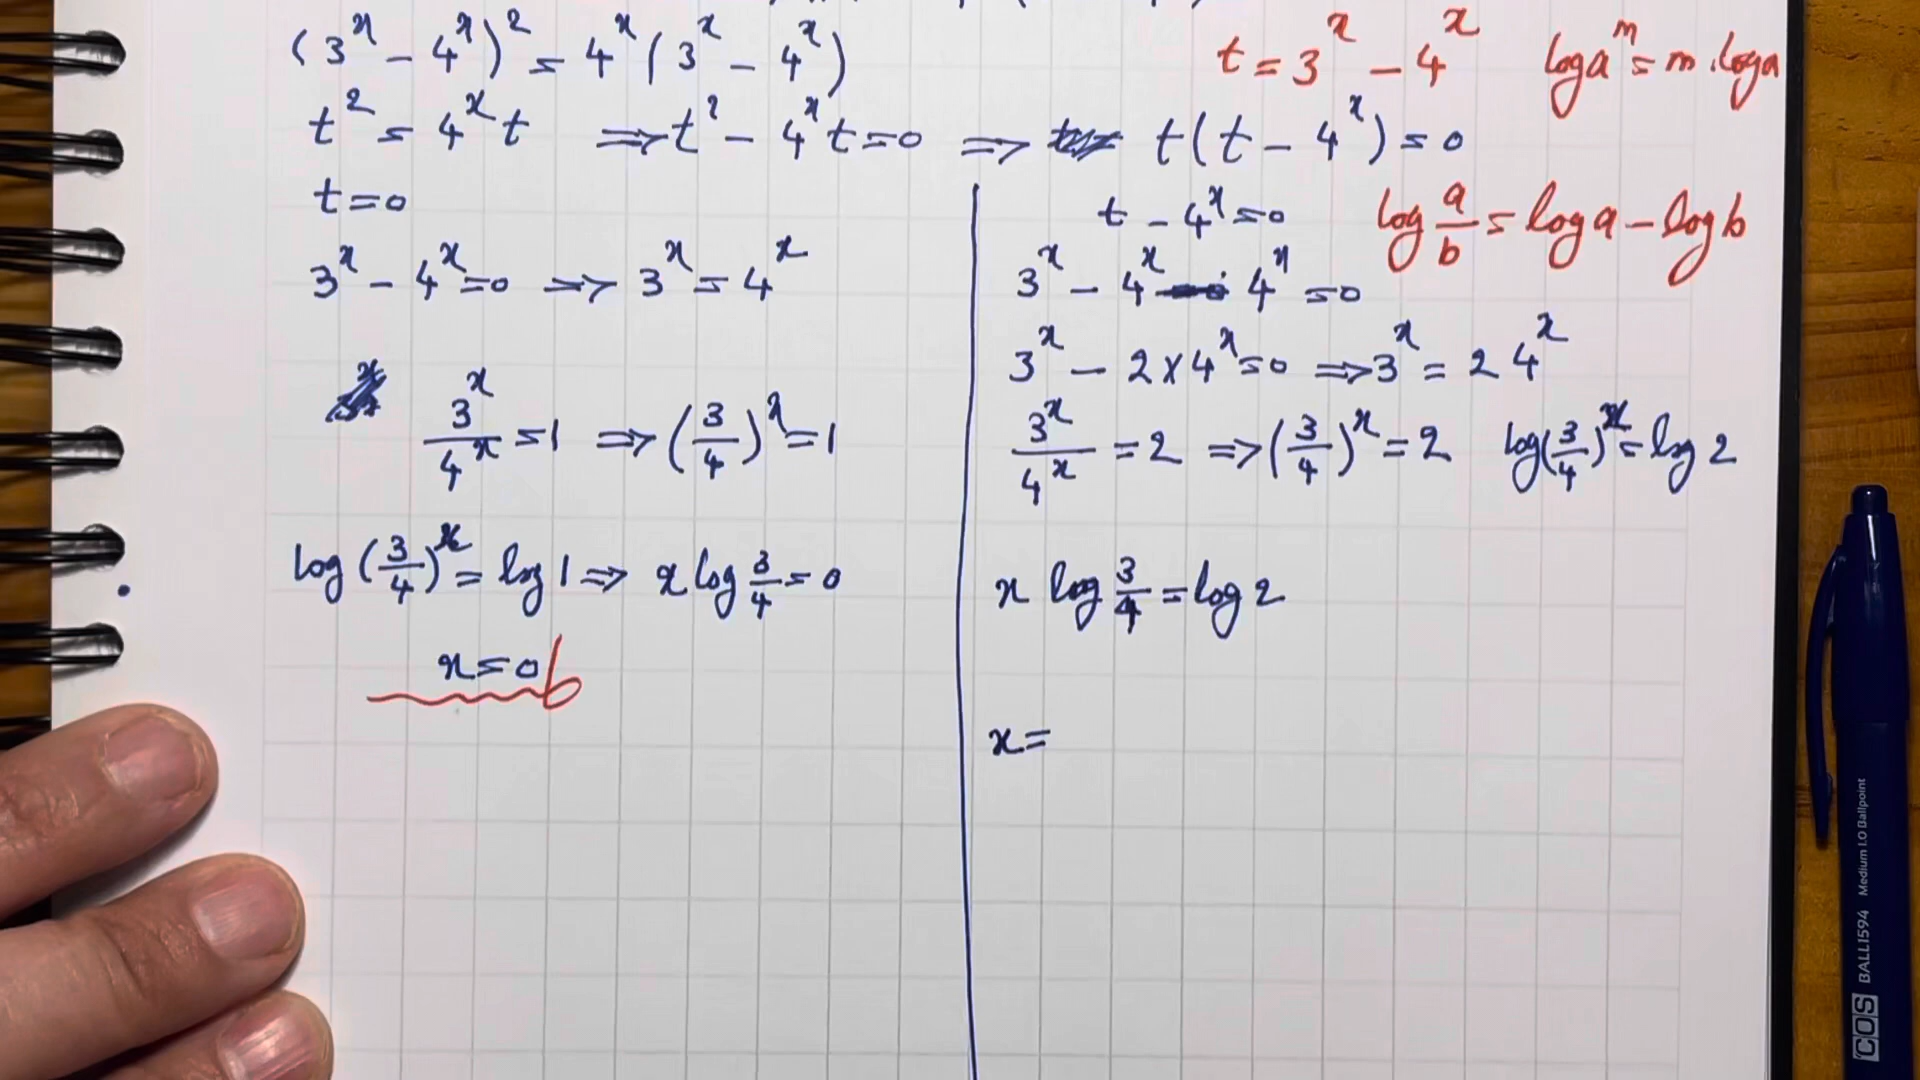 (3^x - 4^x)^2 = 4^x (3^x - 4^x)
t = 3^x - 4^x
log a^m = m . log a
t^2 = 4^x t ⇒ t^2 - 4^x t = 0 ⇒ t(t - 4^x) = 0
t = 0
3^x - 4^x = 0 ⇒ 3^x = 4^x
3^x/4^x = 1 ⇒ (3/4)^x = 1
log (3/4)^x = log 1 ⇒ x log 3/4 = 0
x = 0
t - 4^x = 0
log a/b = log a - log b
3^x - 4^x - 4^x = 0
3^x - 2 × 4^x = 0 ⇒ 3^x = 2 4^x
3^x/4^x = 2 ⇒ (3/4)^x = 2 log(3/4)^x = log 2
x log 3/4 = log 2
x =
COS BALL1594 Medium 1.0 Ballpoint